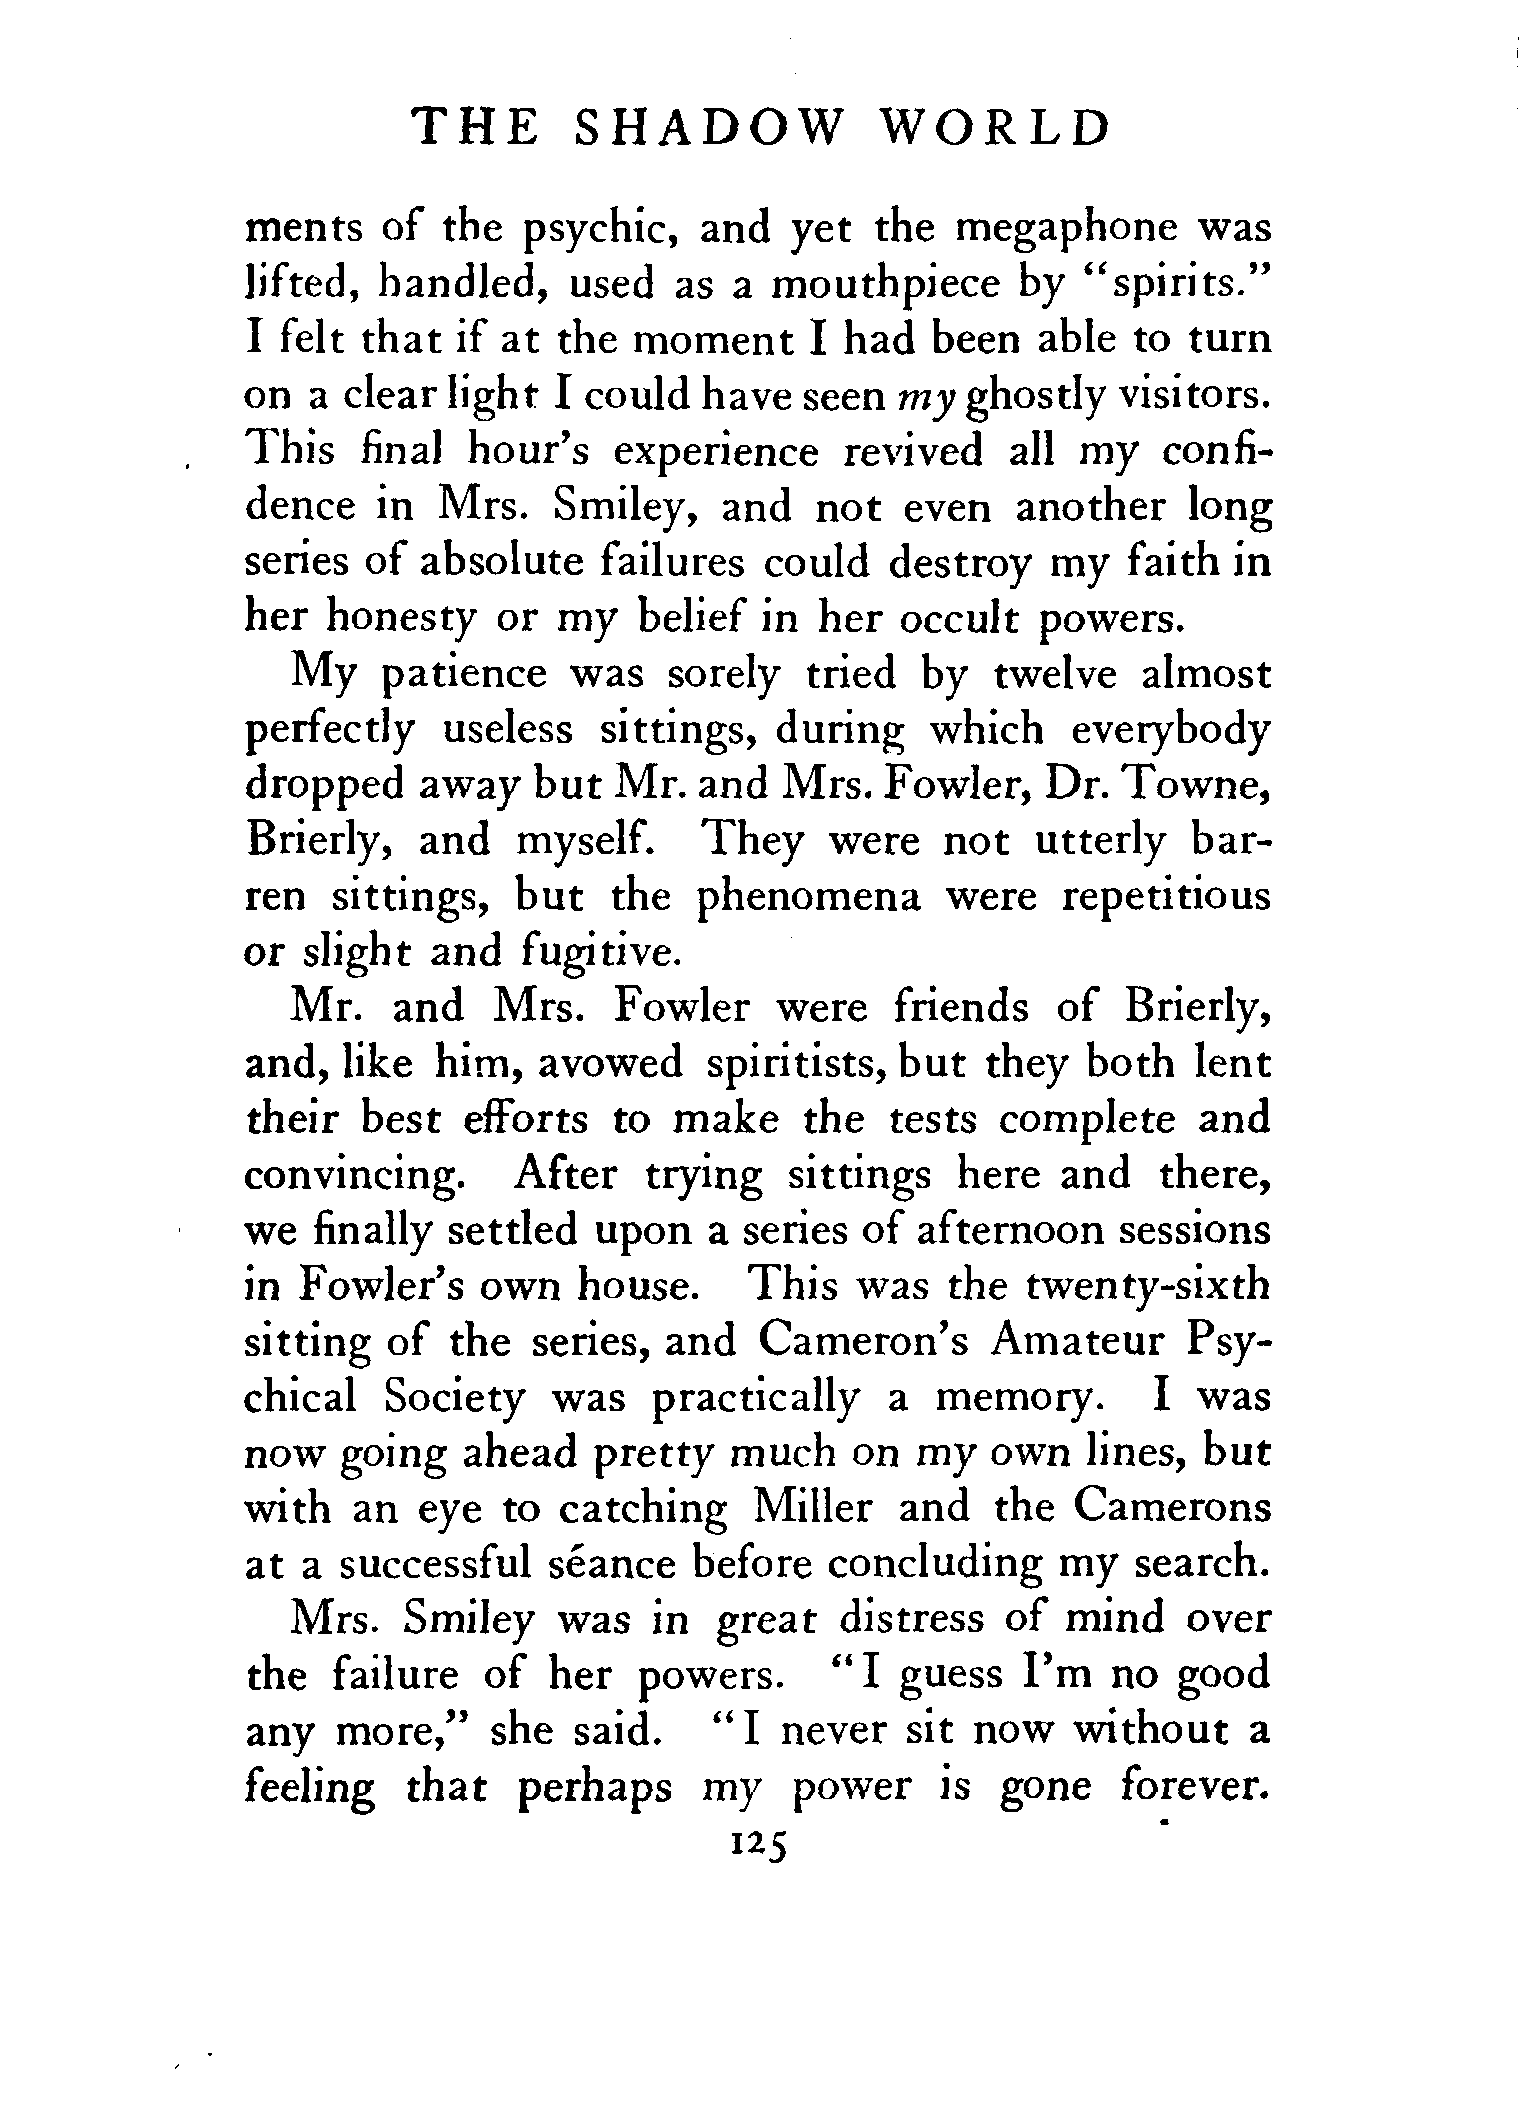 THE SHADOW WORLD
ments of the psychic, and yet the megaphone was
lifted, handled, used as a mouthpiece by “spirits.”
I felt that if at the moment I had been able to turn
on a clear light I could have seen my ghostly visitors.
This final hour’s experience revived all my confi-
dence in Mrs. Smiley, and not even another long
series of absolute failures could destroy my faith in
her honesty or my belief in her occult powers.
My patience was sorely tried by twelve almost
perfectly useless sittings, during which everybody
dropped away but Mr. and Mrs. Fowler, Dr. Towne,
Brierly, and myself. They were not utterly bar-
ren sittings, but the phenomena were repetitious
or slight and fugitive.
Mr. and Mrs. Fowler were friends of Brierly,
and, like him, avowed spiritists, but they both lent
their best efforts to make the tests complete and
convincing. After trying sittings here and there,
we finally settled upon a series of afternoon sessions
in Fowler’s own house. This was the twenty-sixth
sitting of the series, and Cameron’s Amateur Psy-
chical Society was practically a memory. I was
now going ahead pretty much on my own lines, but
with an eye to catching Miller and the Camerons
at a successful séance before concluding my search.
Mrs. Smiley was in great distress of mind over
the failure of her powers. “I guess I’m no good
any more,” she said. “I never sit now without a
feeling that perhaps my power is gone forever.
125